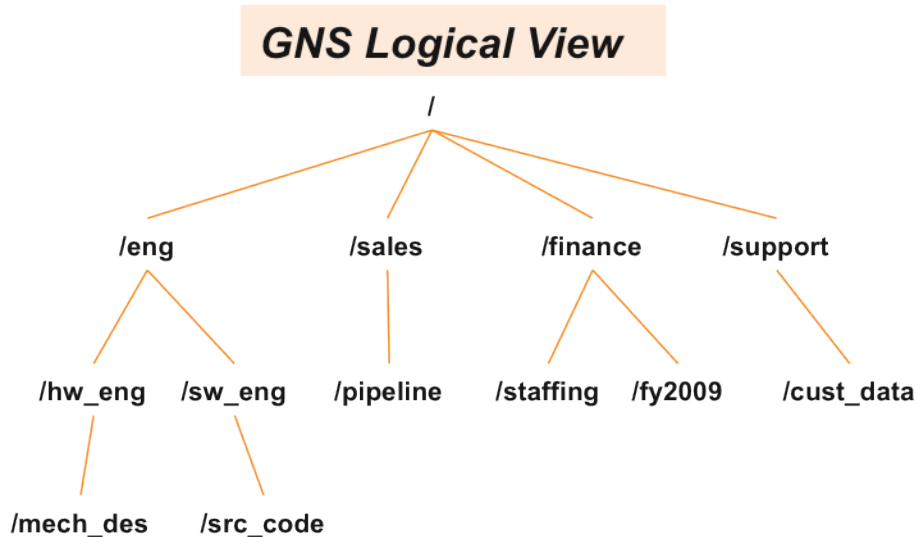 GNS Logical View
/
/eng /sales /finance /support
/hw_eng /sw_eng /pipeline /staffing /fy2009 /cust_data
/mech_des /src_code